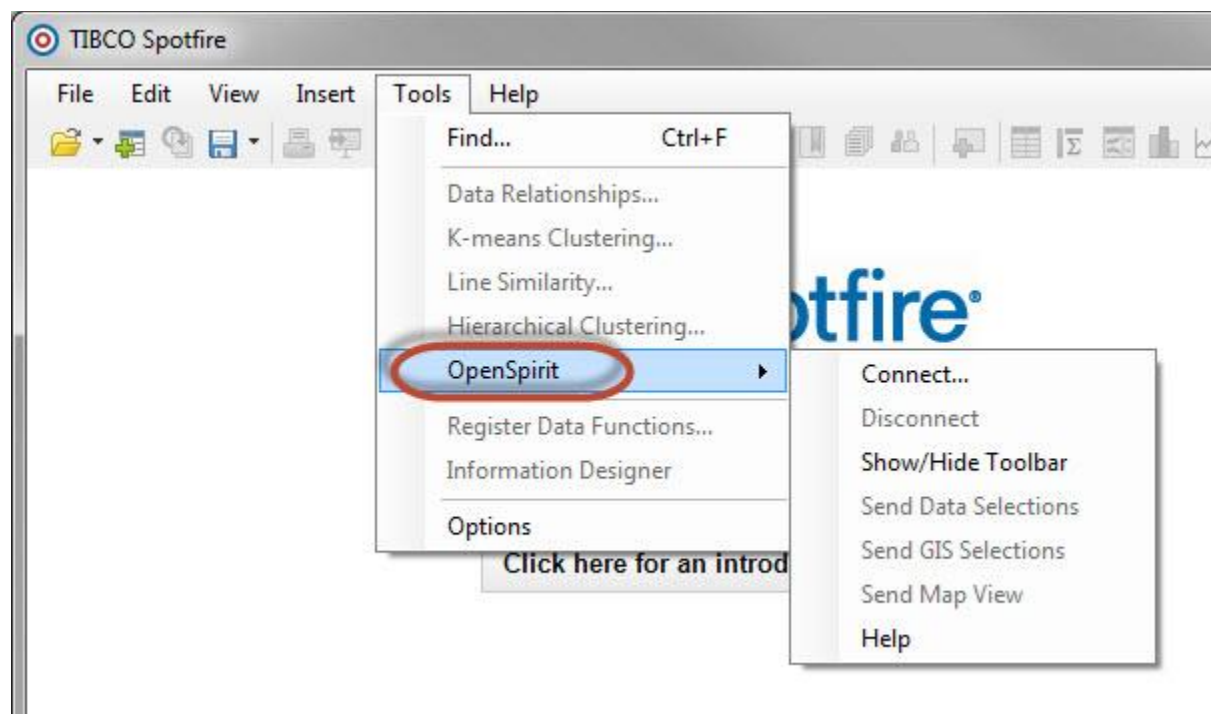 TIBCO Spotfire
File Edit View Insert Tools Help
Find... Ctrl+F
Data Relationships...
K-means Clustering...
Line Similarity...
Hierarchical Clustering...
OpenSpirit
Register Data Functions...
Information Designer
Options
Connect...
Disconnect
Show/Hide Toolbar
Send Data Selections
Send GIS Selections
Send Map View
Help
tfire®
Click here for an introd